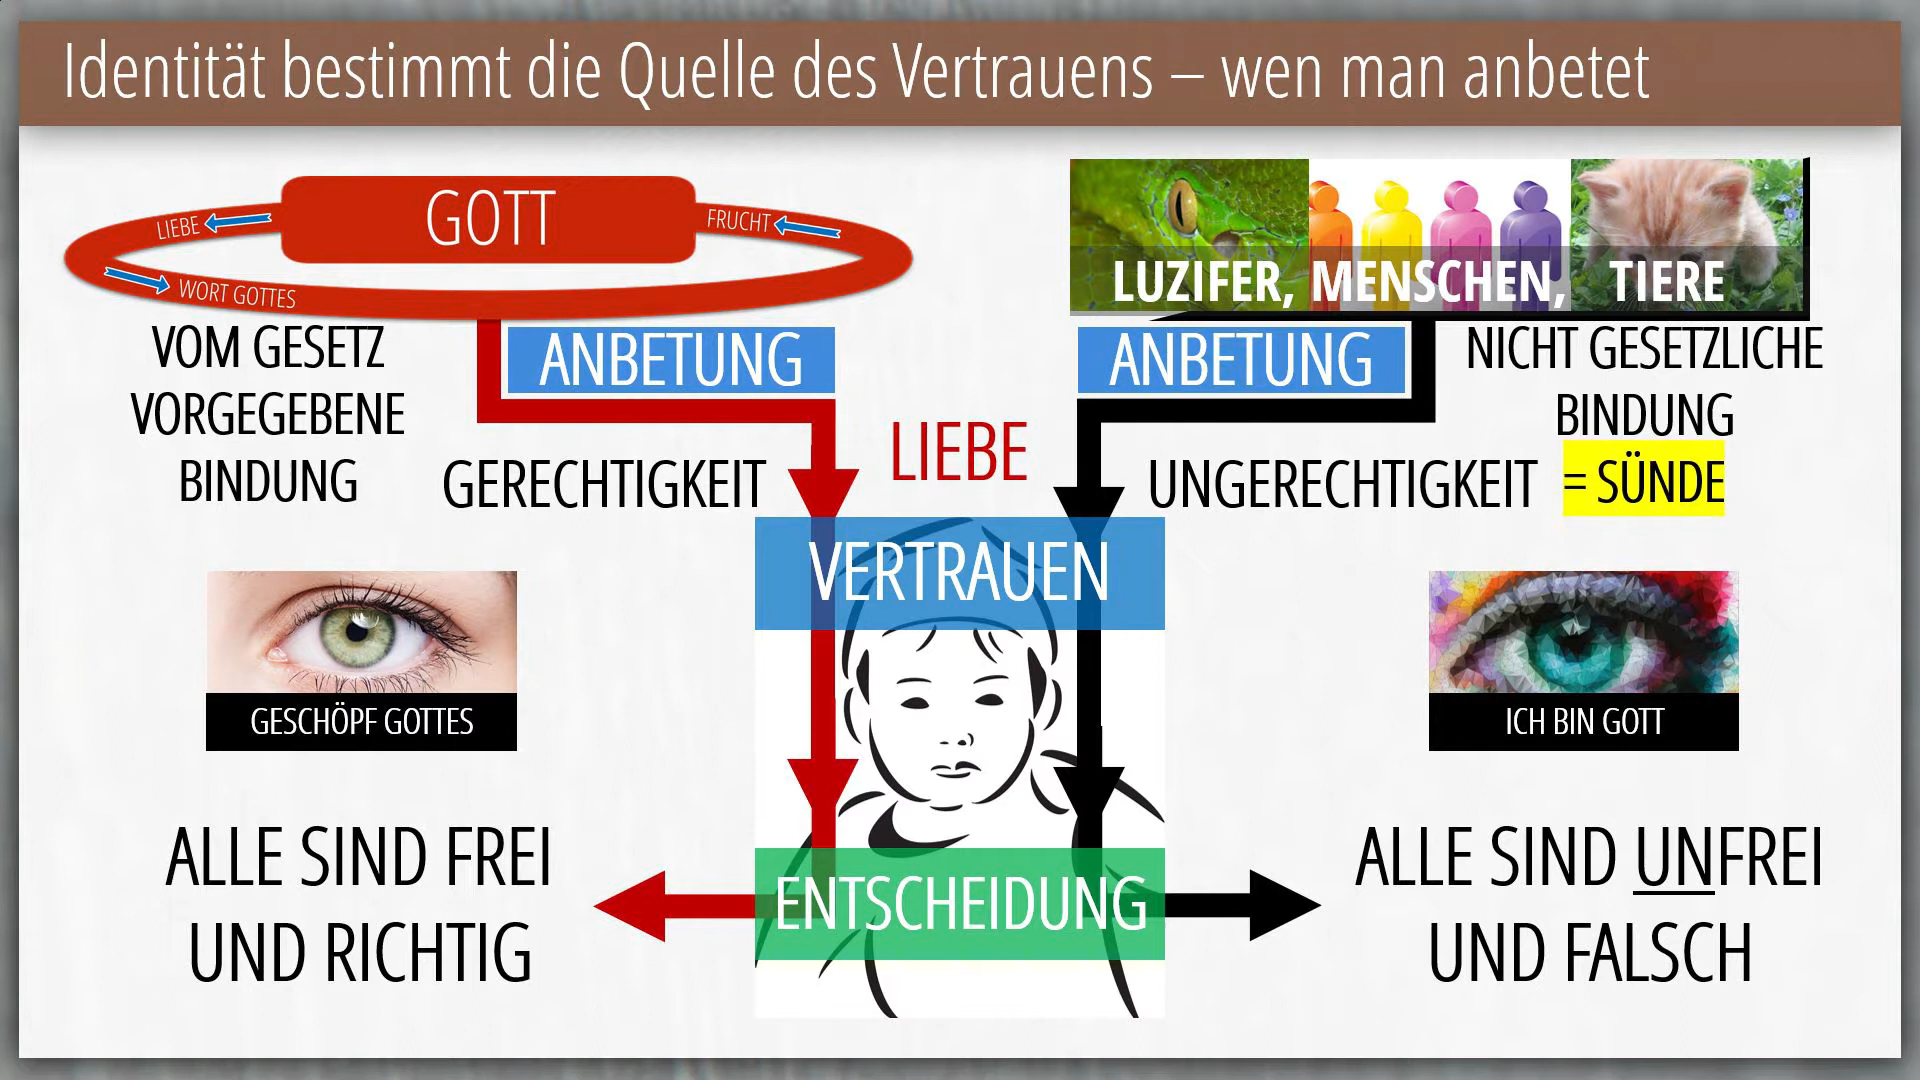 Identität bestimmt die Quelle des Vertrauens – wen man anbetet
GOTT
LIEBE
FRUCHT
WORT GOTTES
LUZIFER, MENSCHEN, TIERE
VOM GESETZ
VORGEGEBENE
BINDUNG
ANBETUNG
GERECHTIGKEIT
LIEBE
ANBETUNG
UNGERECHTIGKEIT
NICHT GESETZLICHE
BINDUNG
= SÜNDE
VERTRAUEN
GESCHÖPF GOTTES
ICH BIN GOTT
ALLE SIND FREI
UND RICHTIG
ENTSCHEIDUNG
ALLE SIND UNFREI
UND FALSCH